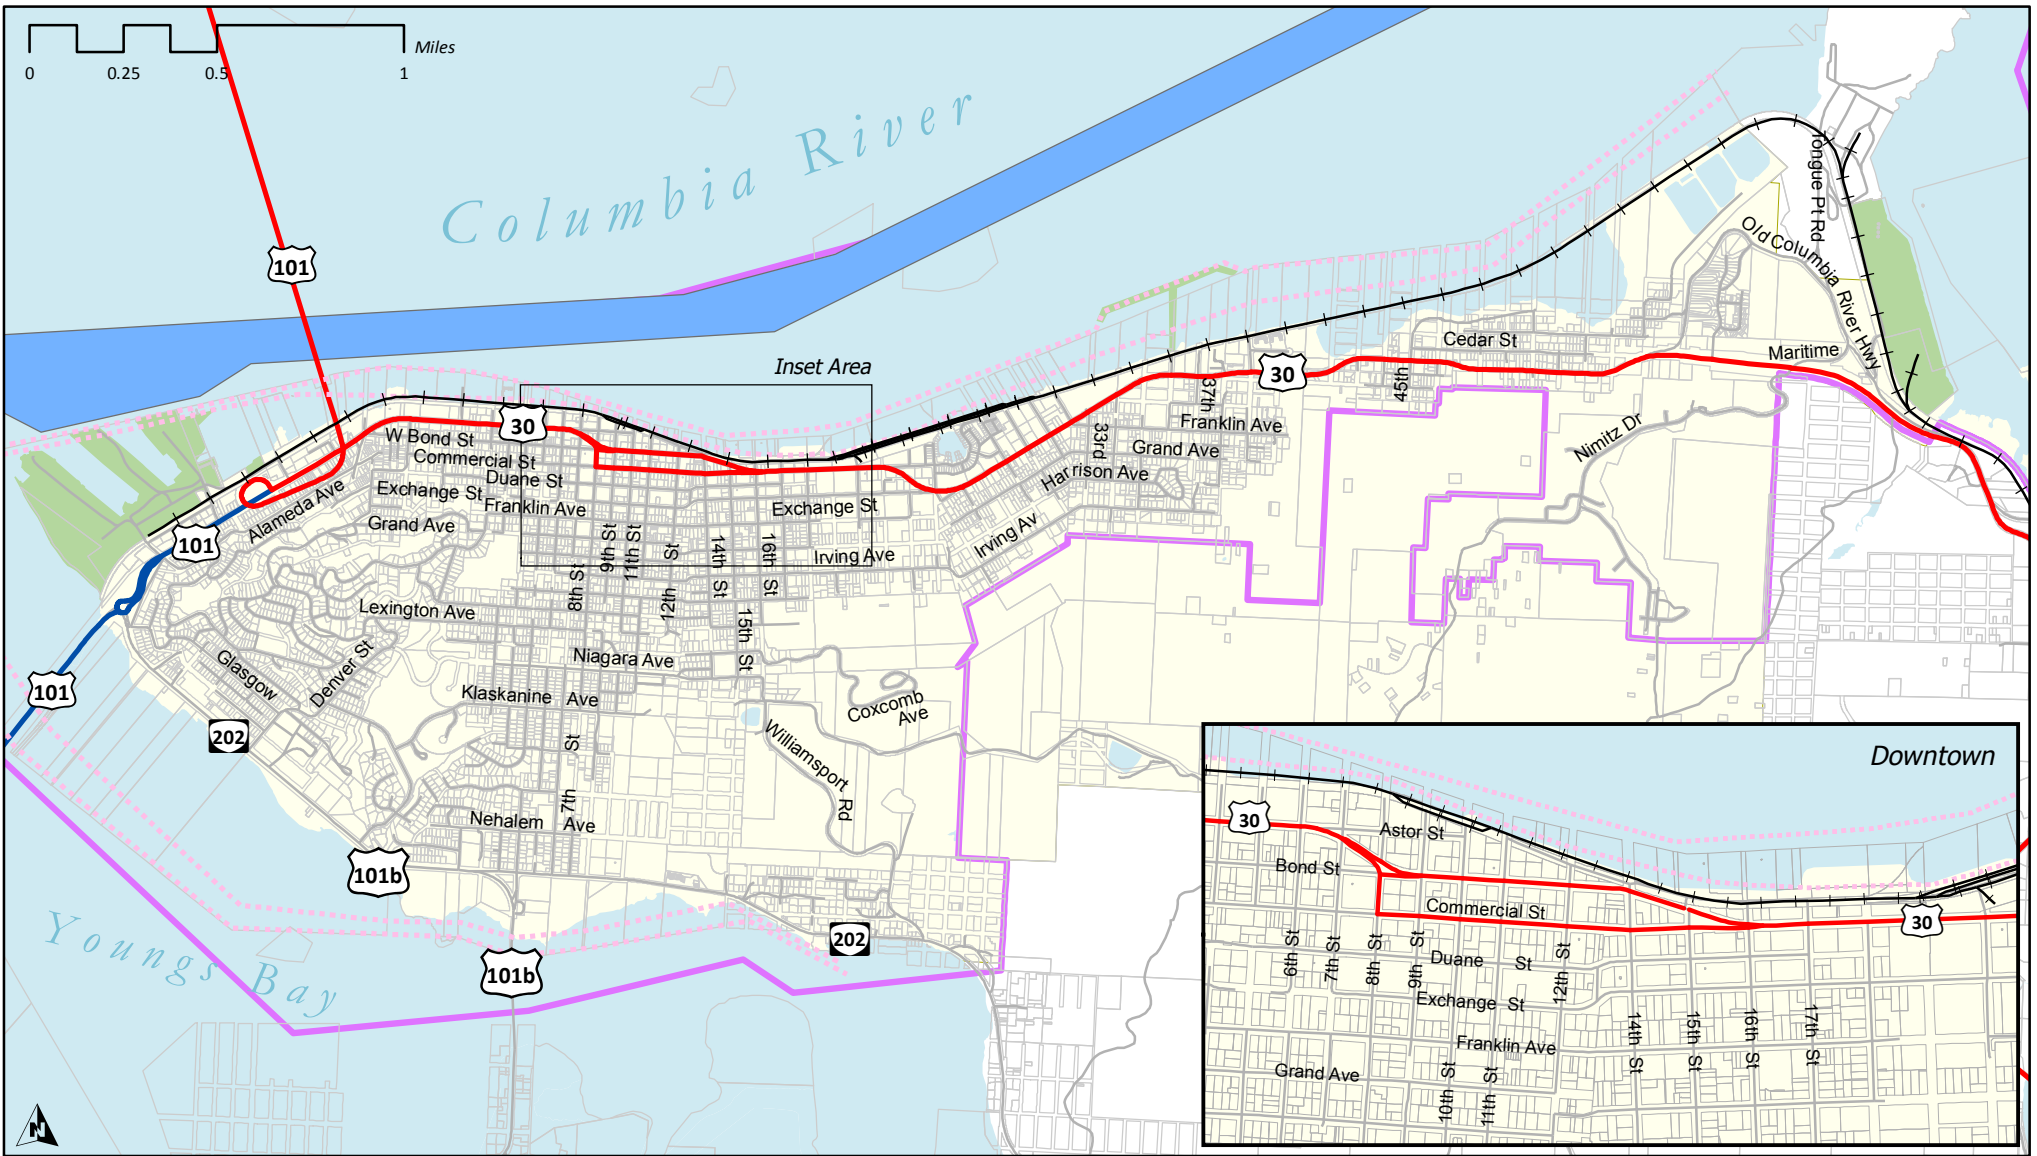 Miles
0 0.25 0.5 1
Columbia River
101
Inset Area
30
30
101
101
202
101b
101b
202
Tongue Pt Rd
Old Columbia River Hwy
Maritime
Cedar St
45th
37th
Franklin Ave
Grand Ave
33rd
Harrison Ave
Nimitz Dr
Irving Av
W Bond St
Commercial St
Duane St
Exchange St
Franklin Ave
Alameda Ave
Grand Ave
Exchange St
Irving Ave
9th St
11th St
14th St
16th St
8th St
12th St
15th St
Lexington Ave
Denver St
Glasgow
Niagara Ave
Klaskanine Ave
Coxcomb
Ave
Williamsport Rd
7th St
Nehalem Ave
Youngs Bay
N
Downtown
30
Astor St
Bond St
Commercial St
30
6th St
7th St
8th St
9th St
Duane St
12th St
Exchange St
14th St
15th St
16th St
17th St
Franklin Ave
Grand Ave
10th St
11th St